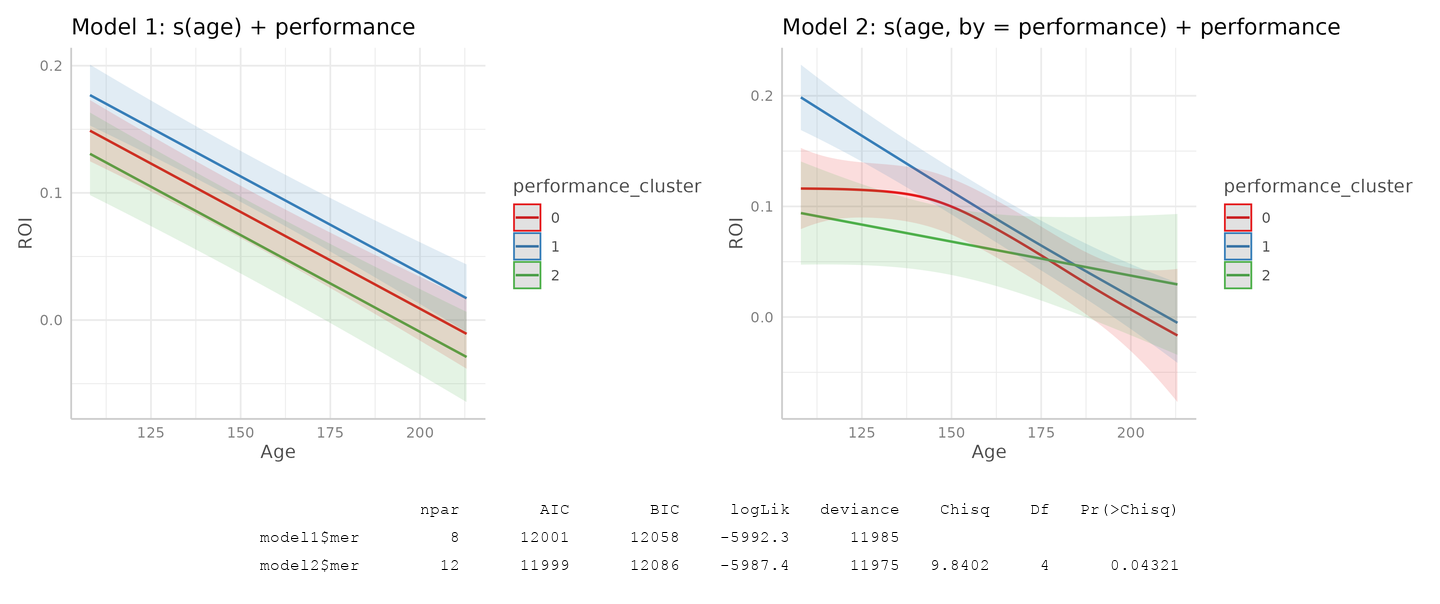 Model 1: s(age) + performance
0.2
0.1
0.0
ROI
125 150 175 200
Age
performance_cluster
0
1
2
Model 2: s(age, by = performance) + performance
0.2
0.1
0.0
ROI
125 150 175 200
Age
performance_cluster
0
1
2
npar AIC BIC logLik deviance Chisq Df Pr(>Chisq)
model1$mer 8 12001 12058 -5992.3 11985
model2$mer 12 11999 12086 -5987.4 11975 9.8402 4 0.04321